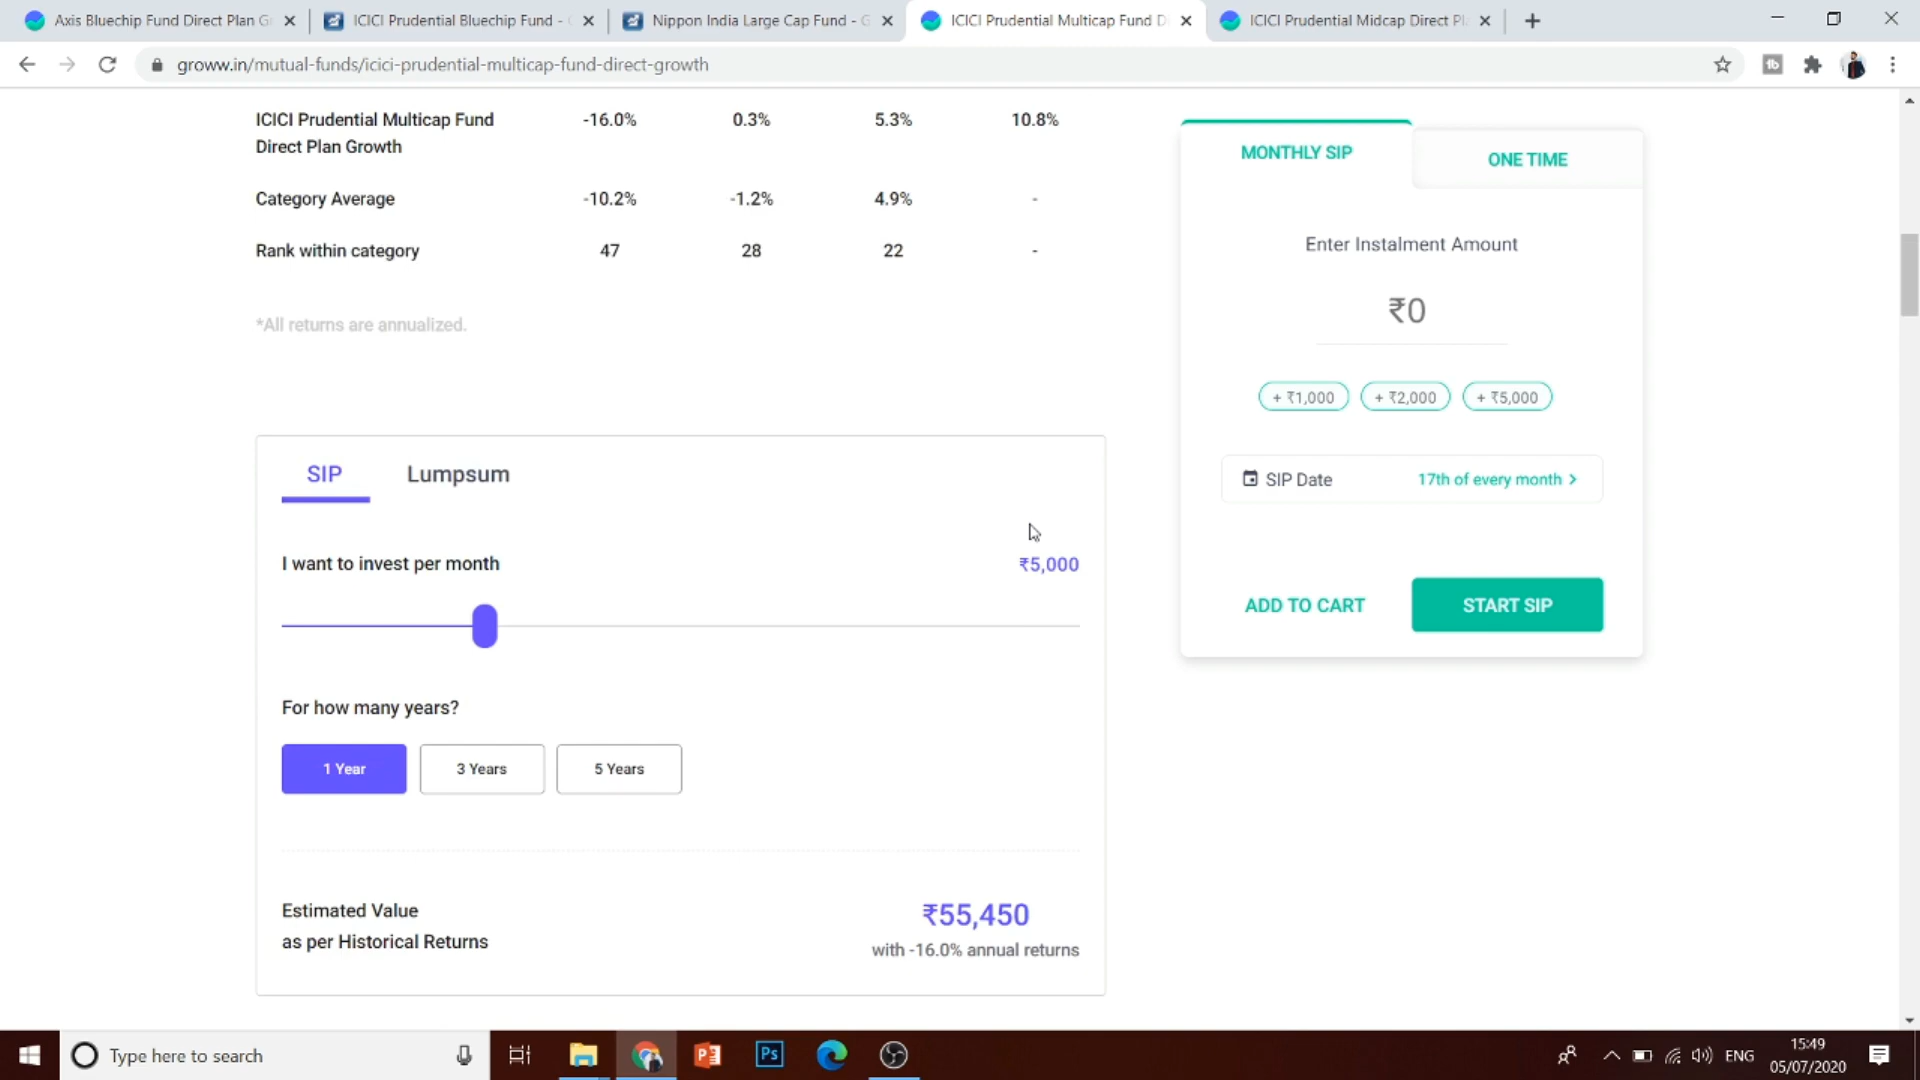 Axis Bluechip Fund Direct Plan G
ICICI Prudential Bluechip Fund -
Nippon India Large Cap Fund - G
ICICI Prudential Multicap Fund D
ICICI Prudential Midcap Direct Pl
groww.in/mutual-funds/icici-prudential-multicap-fund-direct-growth
ICICI Prudential Multicap Fund Direct Plan Growth -16.0% 0.3% 5.3% 10.8%
Category Average -10.2% -1.2% 4.9% -
Rank within category 47 28 22 -
*All returns are annualized.
SIP Lumpsum
I want to invest per month ₹5,000
For how many years?
1 Year 3 Years 5 Years
Estimated Value
as per Historical Returns
₹55,450
with -16.0% annual returns
MONTHLY SIP ONE TIME
Enter Instalment Amount
₹0
+ ₹1,000 + ₹2,000 + ₹5,000
SIP Date 17th of every month >
ADD TO CART START SIP
Type here to search
Ps
ENG
15:49
05/07/2020